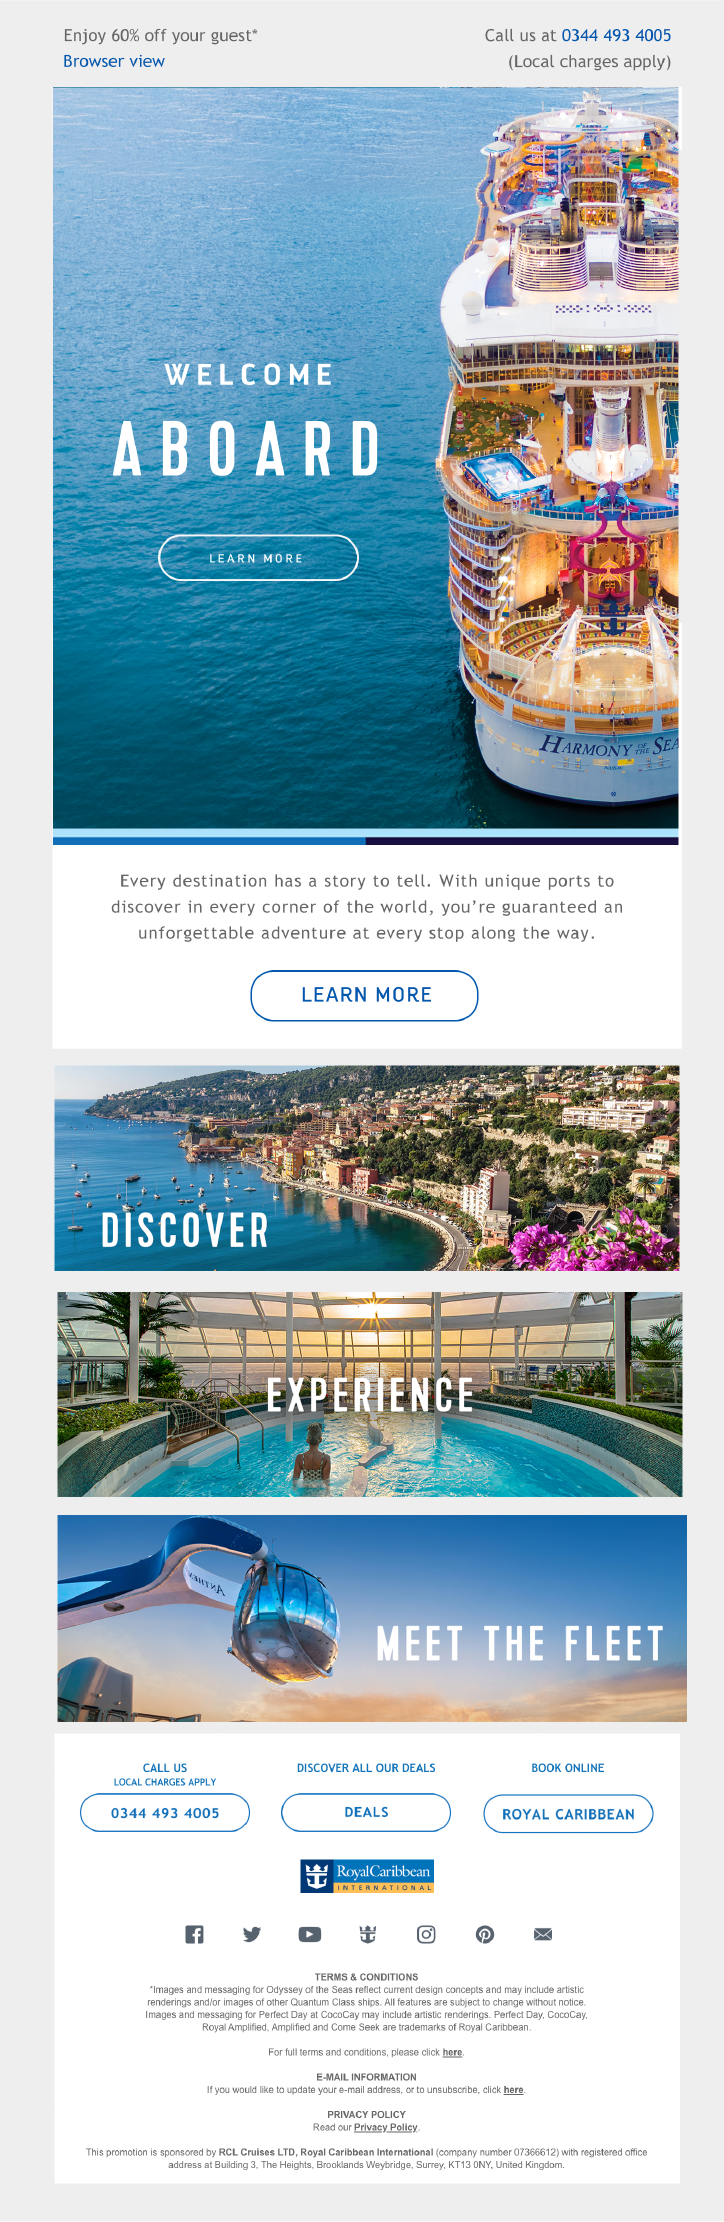 Enjoy 60% off your guest*
Call us at 0344 493 4005
Browser view
(Local charges apply)
WELCOME
ABOARD
LEARN MORE
HARMONY OF THE SEA
Every destination has a story to tell. With unique ports to
discover in every corner of the world, you're guaranteed an
unforgettable adventure at every stop along the way.
LEARN MORE
DISCOVER
EXPERIENCE
MEET THE FLEET
CALL US
LOCAL CHARGES APPLY
0344 493 4005
DISCOVER ALL OUR DEALS
DEALS
BOOK ONLINE
ROYAL CARIBBEAN
RoyalCaribbean
INTERNATIONAL
TERMS & CONDITIONS
*Images and messaging for Odyssey of the Seas reflect current design concepts and may include artistic
renderings and/or images of other Quantum Class ships. All features are subject to change without notice.
Images and messaging for Perfect Day at CocoCay may include artistic renderings. Perfect Day, CocoCay,
Royal Amplified, Amplified and Come Seek are trademarks of Royal Caribbean.
For full terms and conditions, please click here.
E-MAIL INFORMATION
If you would like to update your e-mail address, or to unsubscribe, click here.
PRIVACY POLICY
Read our Privacy Policy.
This promotion is sponsored by RCL Cruises LTD, Royal Caribbean International (company number 07366612) with registered office
address at Building 3, The Heights, Brooklands Weybridge, Surrey, KT13 0NY, United Kingdom.